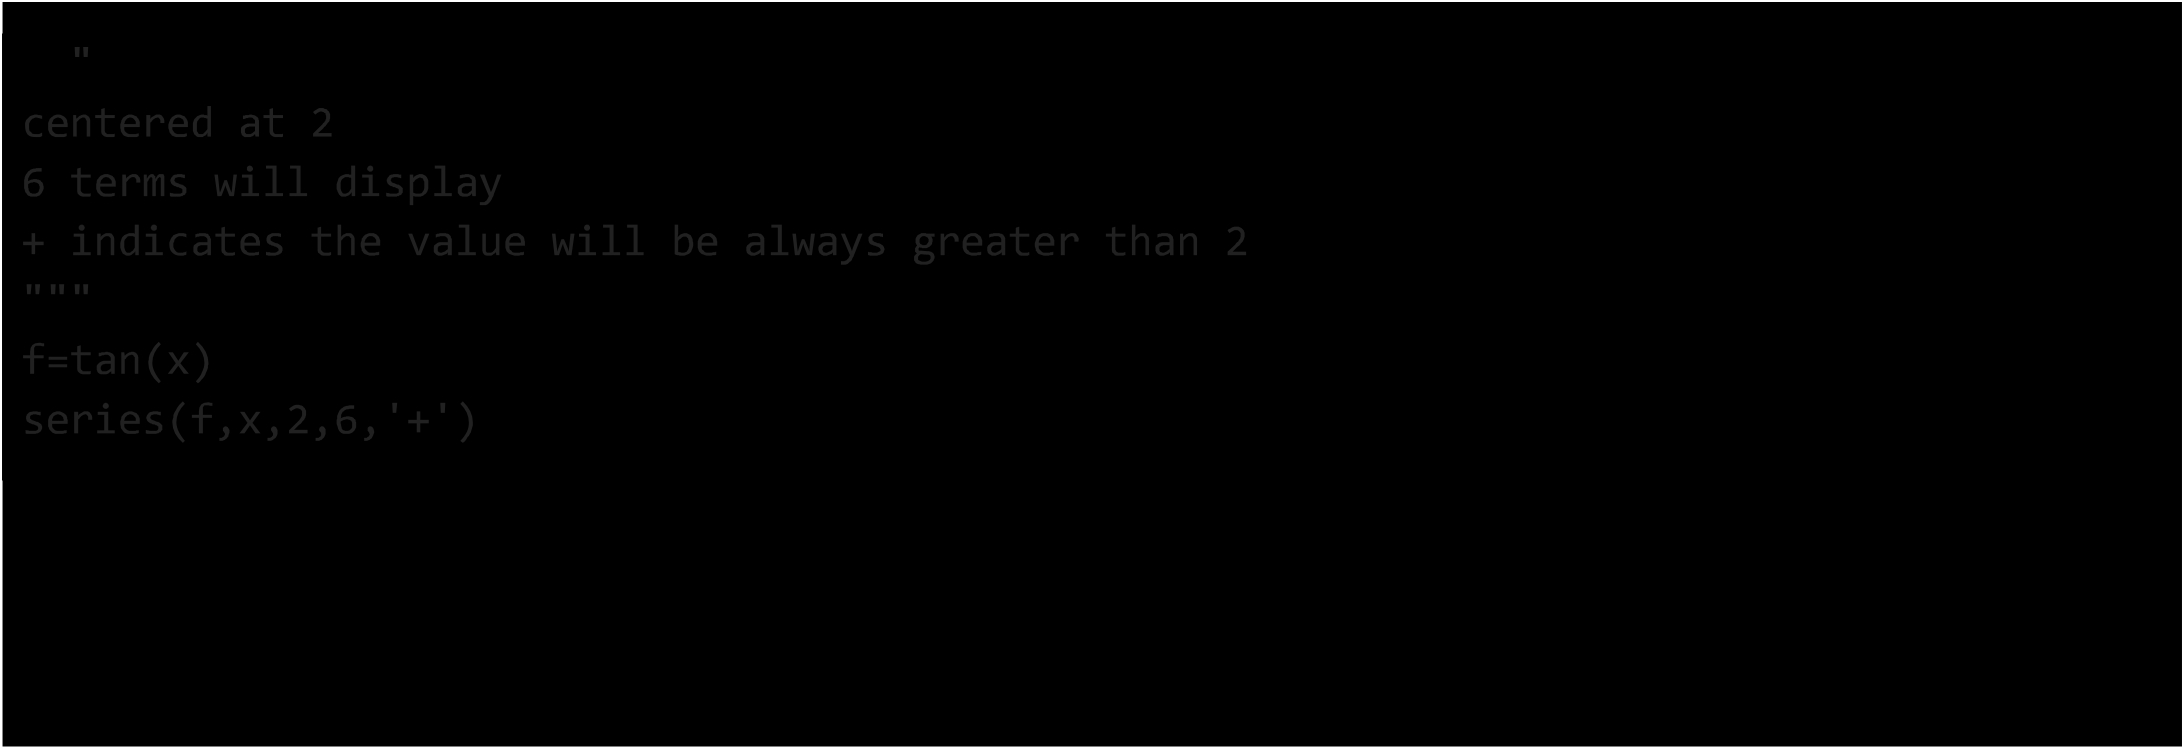 "
centered at 2
6 terms will display
+ indicates the value will be always greater than 2
"""
f=tan(x)
series(f,x,2,6,'+')